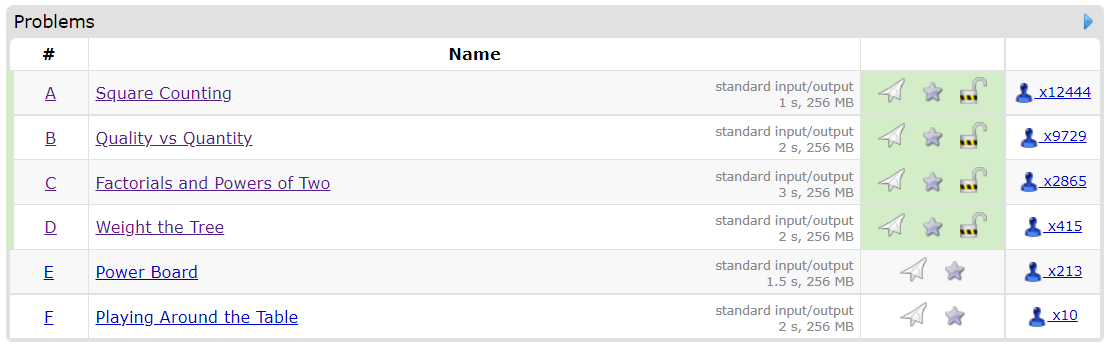 Problems
# Name
A Square Counting standard input/output x12444
1 s, 256 MB
B Quality vs Quantity standard input/output x9729
2 s, 256 MB
C Factorials and Powers of Two standard input/output x2865
3 s, 256 MB
D Weight the Tree standard input/output x415
2 s, 256 MB
E Power Board standard input/output x213
1.5 s, 256 MB
F Playing Around the Table standard input/output x10
2 s, 256 MB